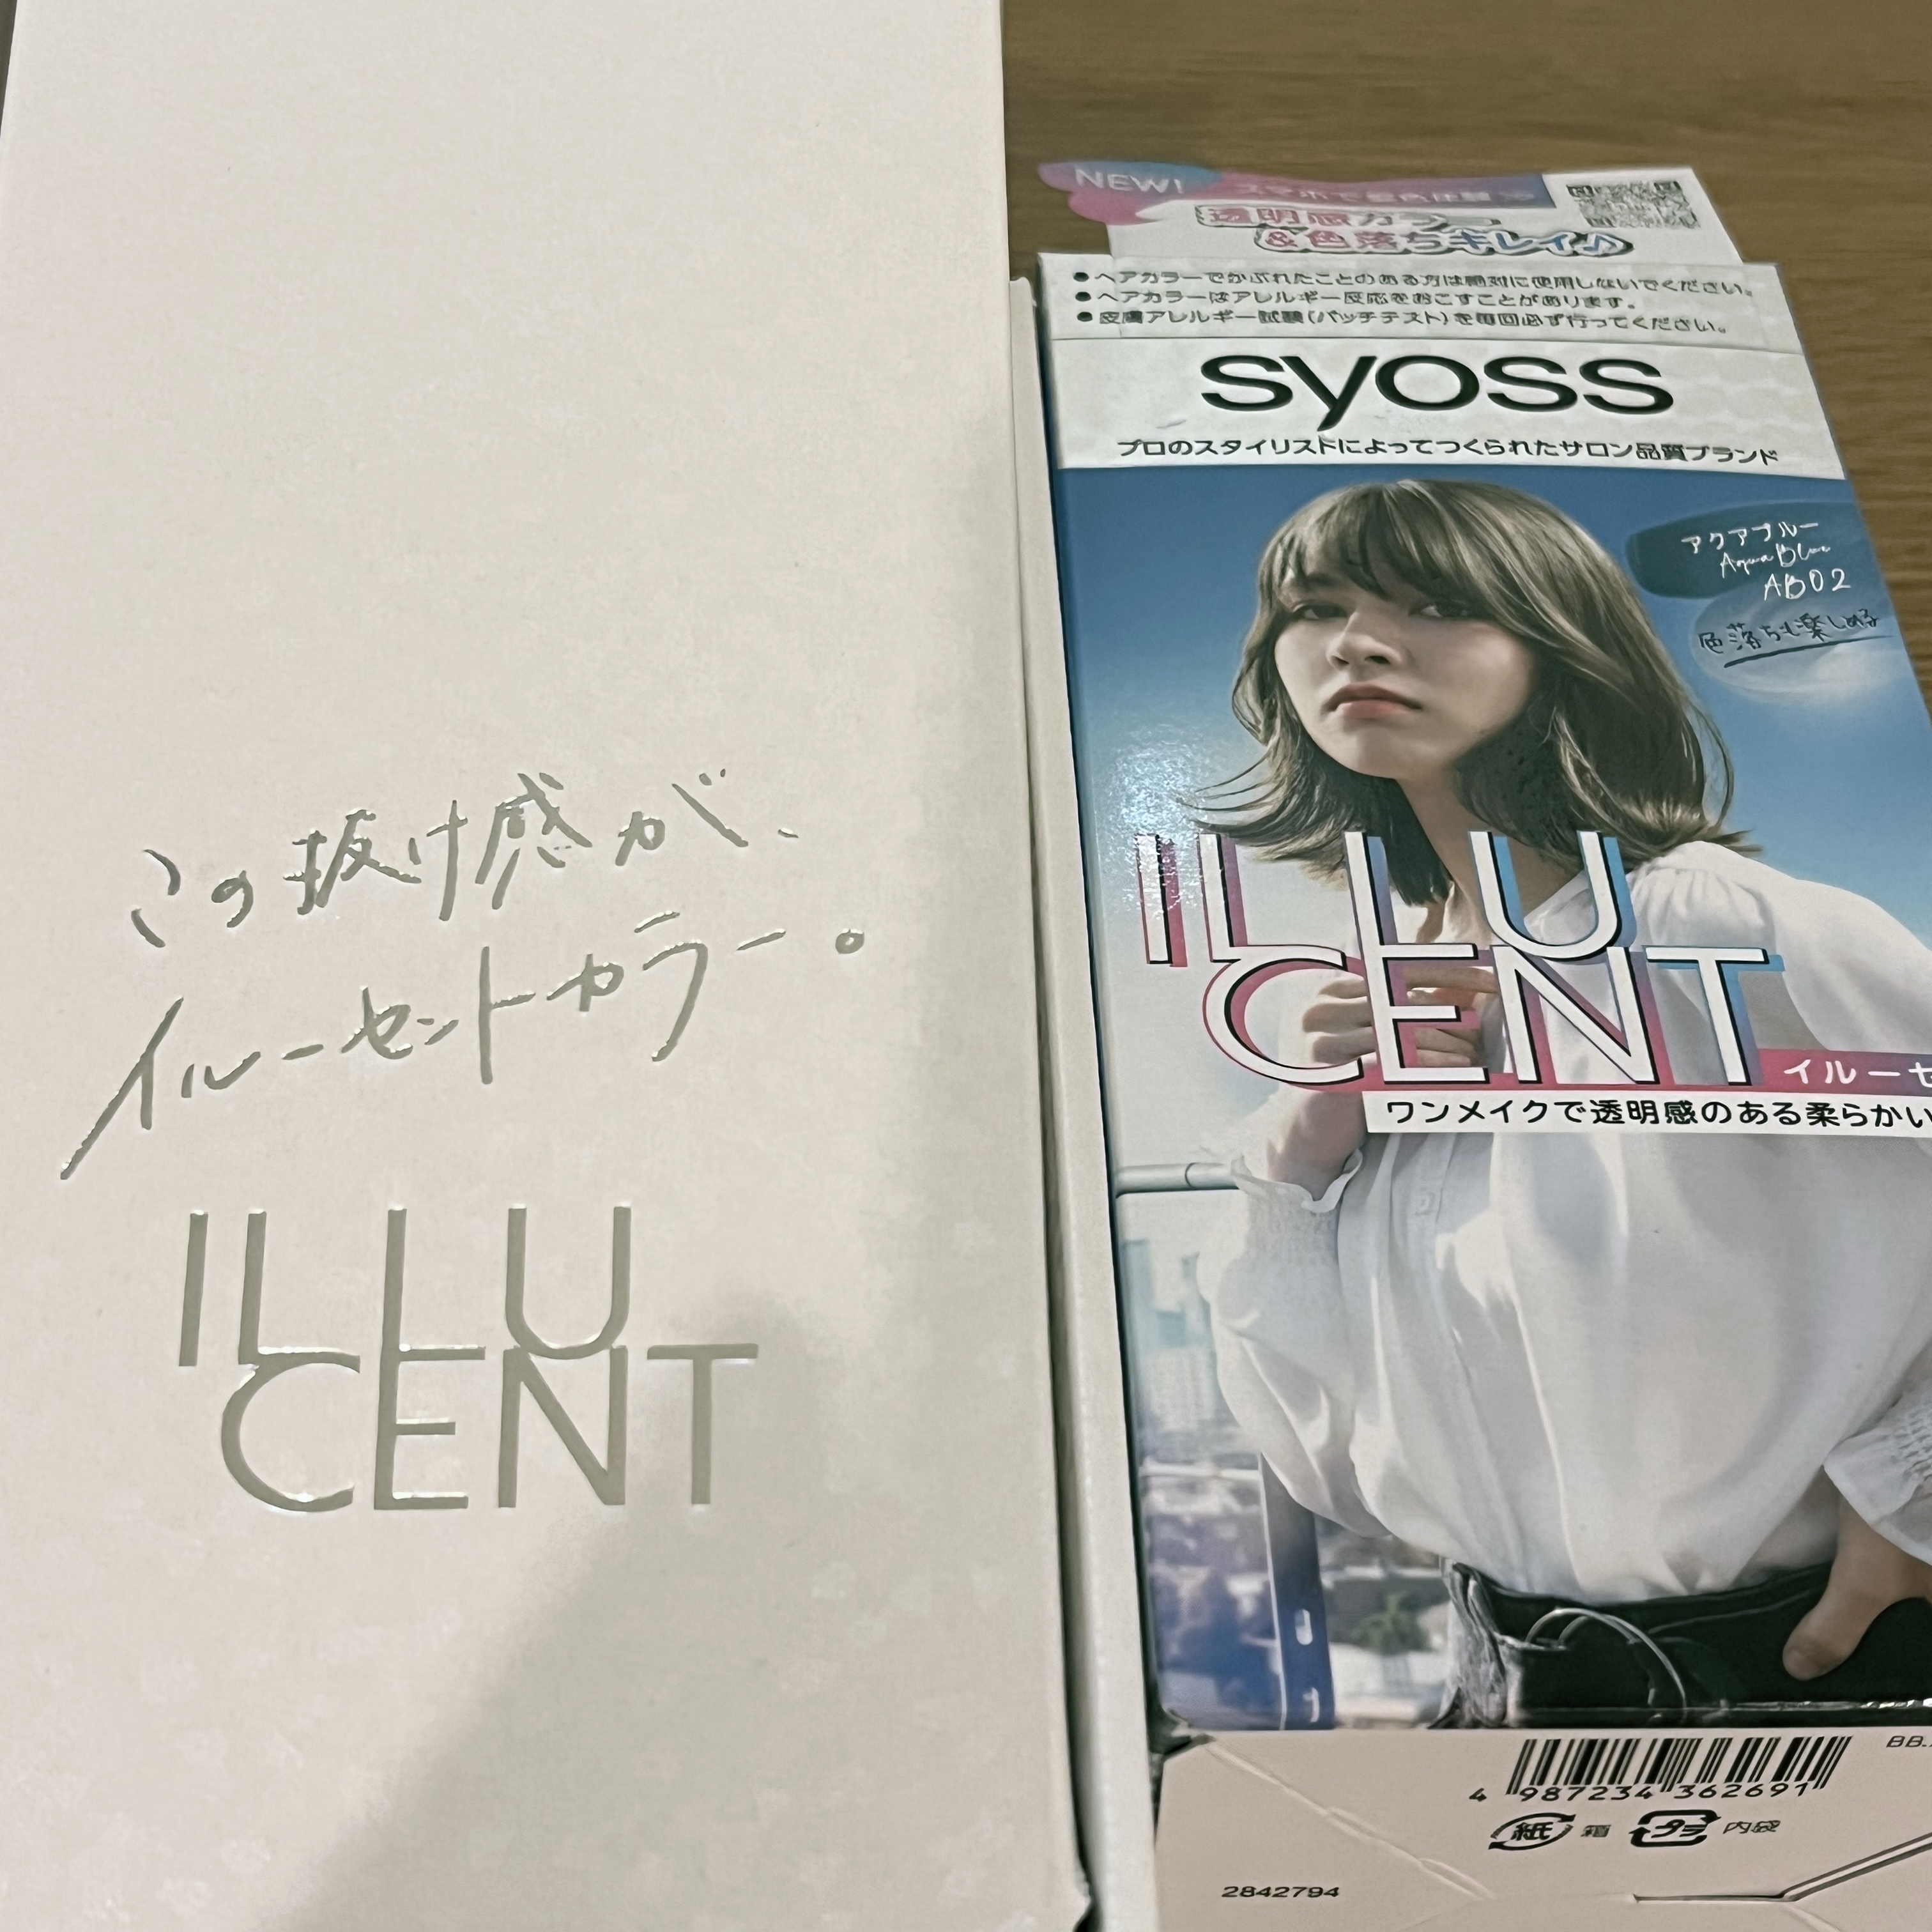 この抜け感が、
イルーセントカラー。
ILLU
CENT
NEW!
透明感カラー
&色落ちキレイ♪
●ヘアカラーでかぶれたことのある方は絶対に使用しないでください。
●ヘアカラーはアレルギー反応をおこすことがあります。
●皮膚アレルギー試験(パッチテスト)を毎回必ず行ってください。
syoss
プロのスタイリストによってつくられたサロン品質ブランド
アクアブルー
Aqua Blue
AB02
色落ちも楽しめる
ILLU
CENT
イルーセ
ワンメイクで透明感のある柔らかい
BB.
4 987234 362691
紙 箱 プラ 内袋
2842794